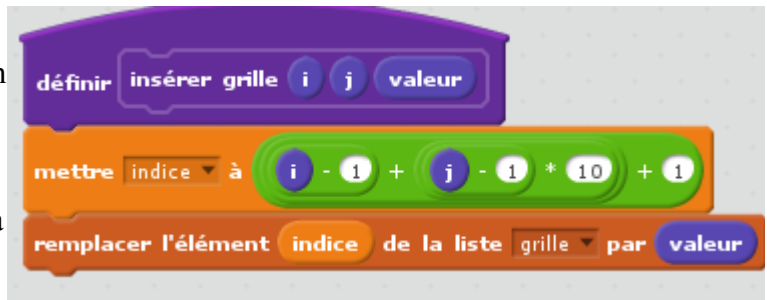 définir insérer grille i j valeur
mettre indice à i - 1 + j - 1 * 10 + 1
remplacer l'élément indice de la liste grille par valeur